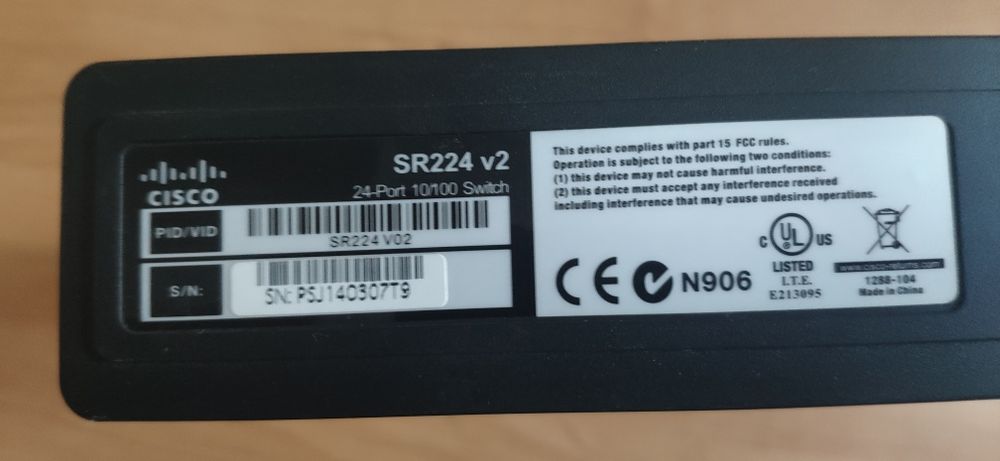 CISCO
SR224 v2
24-Port 10/100 Switch
PID/VID
SR224 V02
S/N:
SN: PSJ140307T9
This device complies with part 15 FCC rules.
Operation is subject to the following two conditions:
(1) this device may not cause harmful interference.
(2) this device must accept any interference received
including interference that may cause undesired operations.
CE
N906
C UL US
LISTED
I.T.E.
E213095
www.cisco-returns.com
1288-104
Made in China